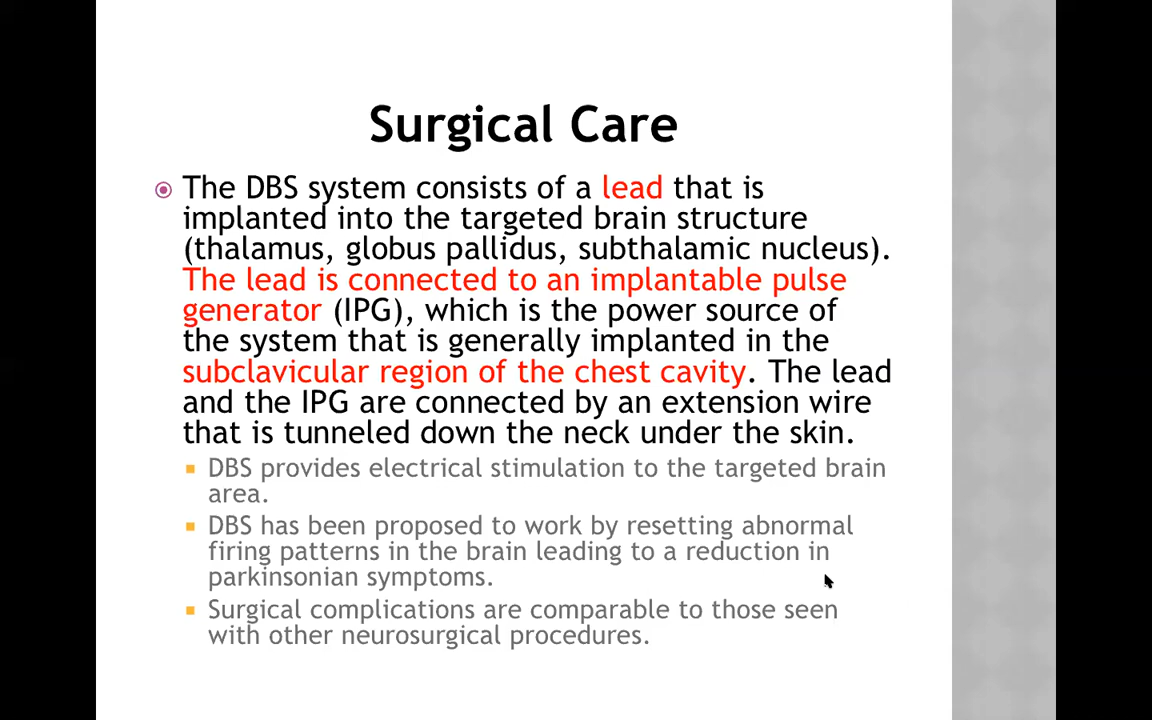 Surgical Care
The DBS system consists of a lead that is
implanted into the targeted brain structure
(thalamus, globus pallidus, subthalamic nucleus).
The lead is connected to an implantable pulse
generator (IPG), which is the power source of
the system that is generally implanted in the
subclavicular region of the chest cavity. The lead
and the IPG are connected by an extension wire
that is tunneled down the neck under the skin.
DBS provides electrical stimulation to the targeted brain
area.
DBS has been proposed to work by resetting abnormal
firing patterns in the brain leading to a reduction in
parkinsonian symptoms.
Surgical complications are comparable to those seen
with other neurosurgical procedures.